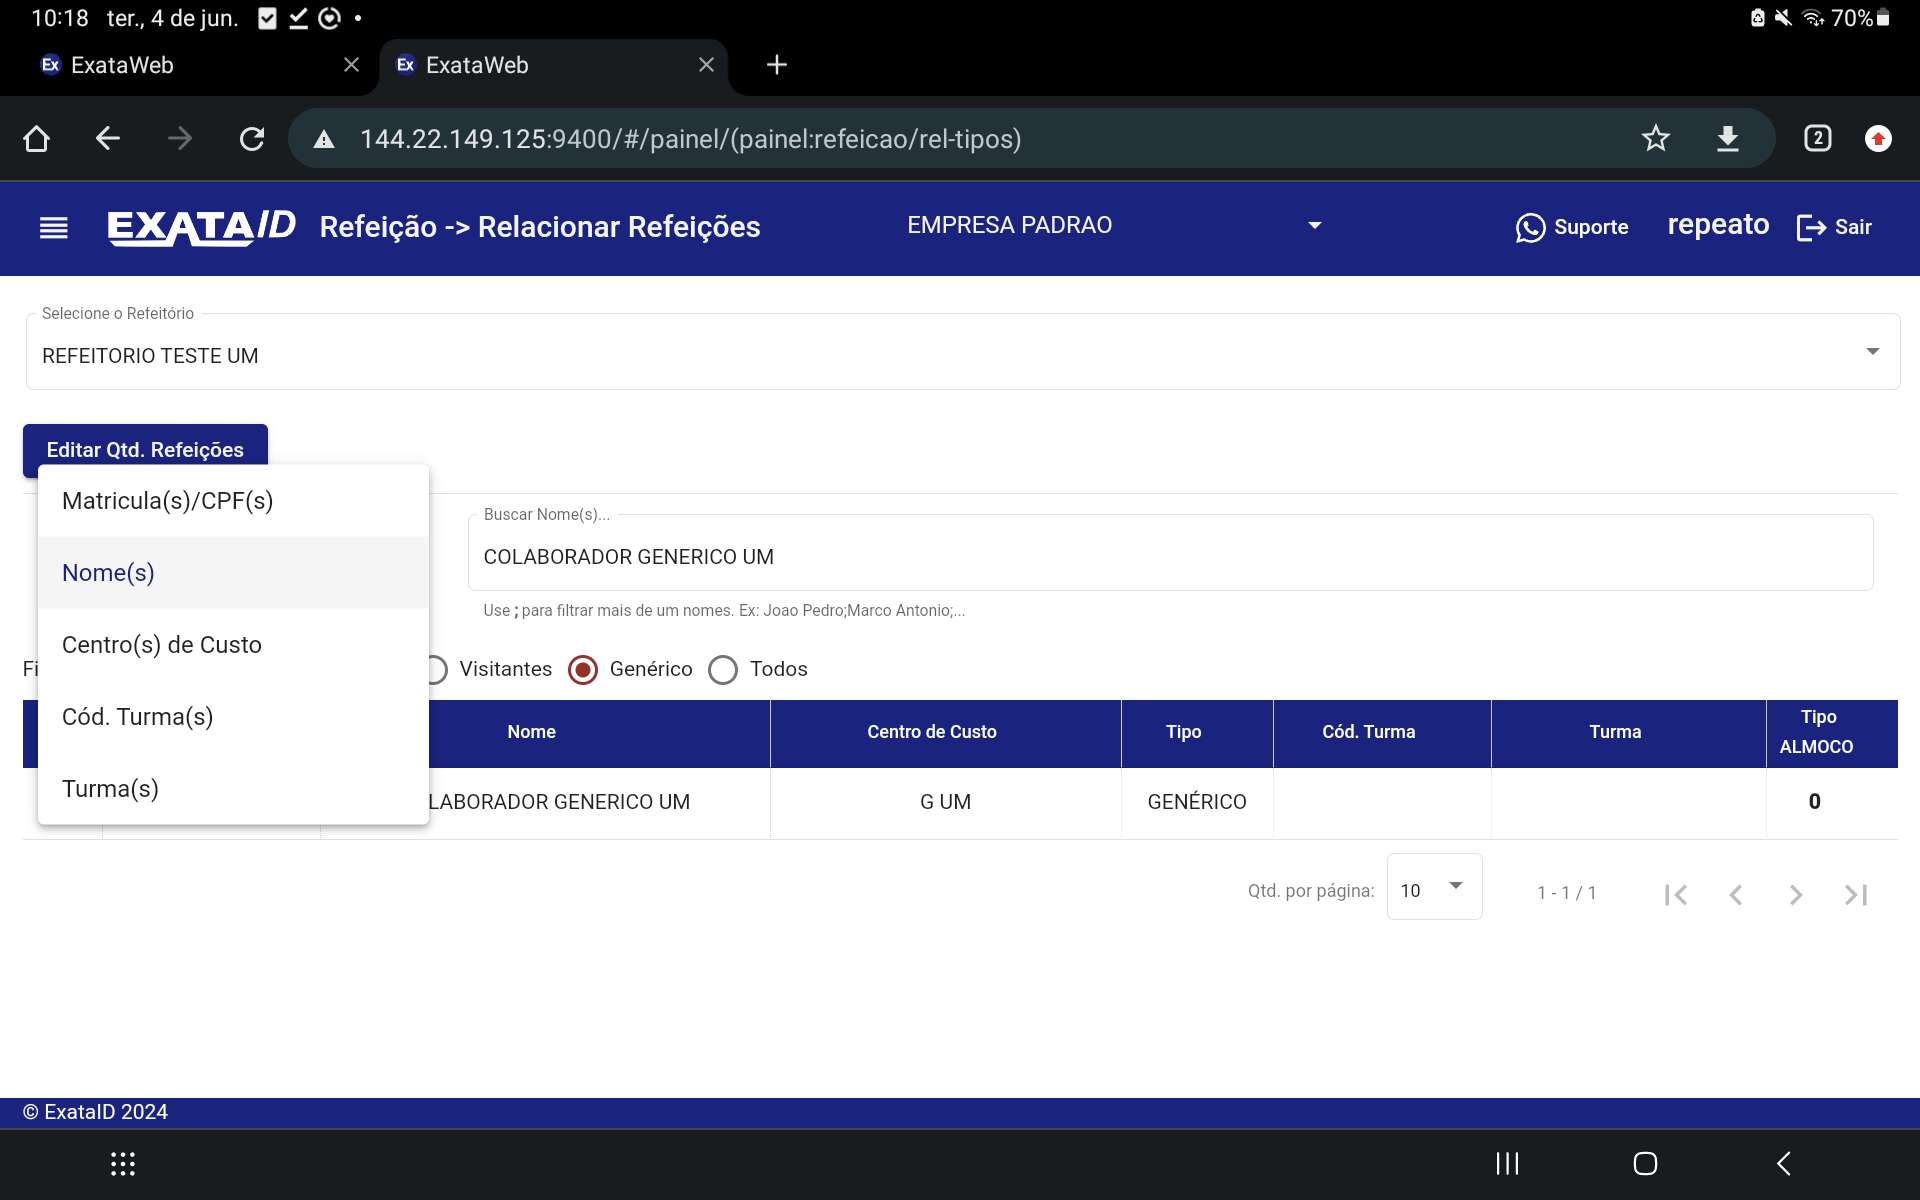 10:18 ter., 4 de jun. 70%
Ex ExataWeb Ex ExataWeb
144.22.149.125:9400/#/painel/(painel:refeicao/rel-tipos) 2
EXATAID Refeição -> Relacionar Refeições EMPRESA PADRAO Suporte repeato Sair
Selecione o Refeitório
REFEITORIO TESTE UM
Editar Qtd. Refeições
Matricula(s)/CPF(s)
Nome(s)
Centro(s) de Custo
Cód. Turma(s)
Turma(s)
Buscar Nome(s)...
COLABORADOR GENERICO UM
Use ; para filtrar mais de um nomes. Ex: Joao Pedro;Marco Antonio;...
Fi Visitantes Genérico Todos
Nome Centro de Custo Tipo Cód. Turma Turma Tipo
ALMOCO
LABORADOR GENERICO UM G UM GENÉRICO 0
Qtd. por página: 10 1 - 1 / 1
© ExataID 2024